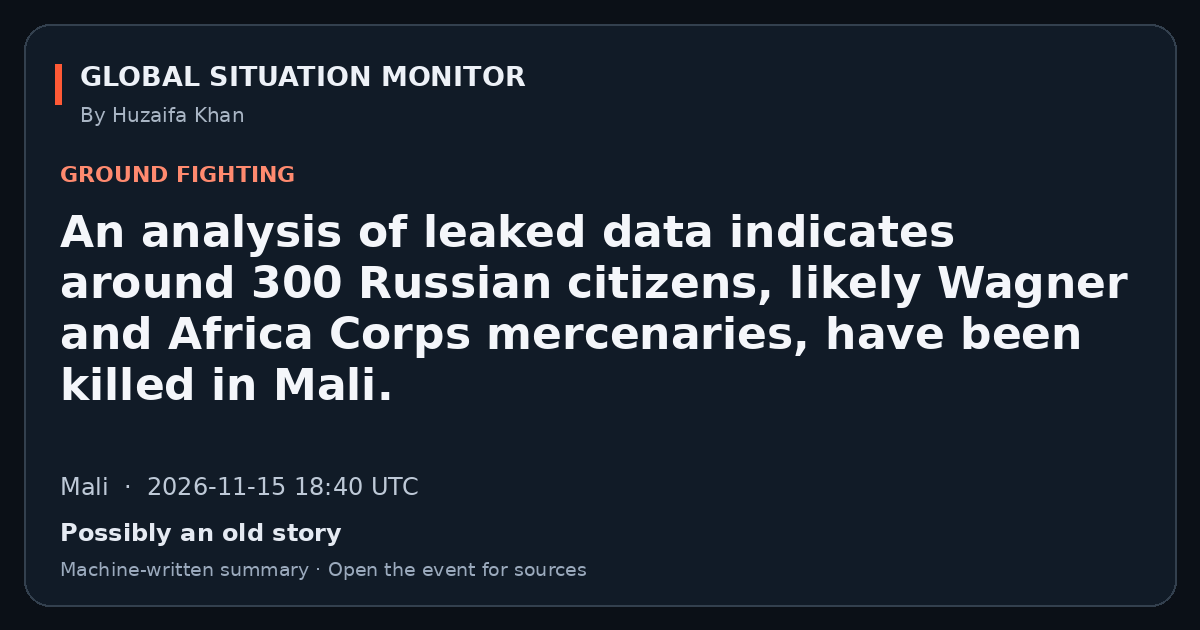 GLOBAL SITUATION MONITOR
By Huzaifa Khan
GROUND FIGHTING
An analysis of leaked data indicates
around 300 Russian citizens, likely Wagner
and Africa Corps mercenaries, have been
killed in Mali.
Mali · 2026-11-15 18:40 UTC
Possibly an old story
Machine-written summary · Open the event for sources